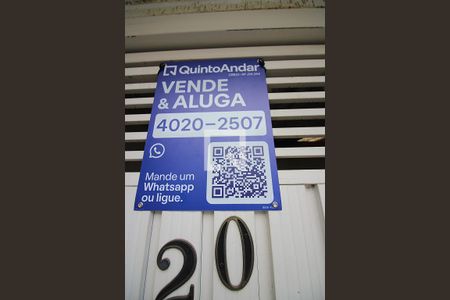 QuintoAndar
VENDE
& ALUGA
4020-2507
Mande um
Whatsapp
ou ligue.
20